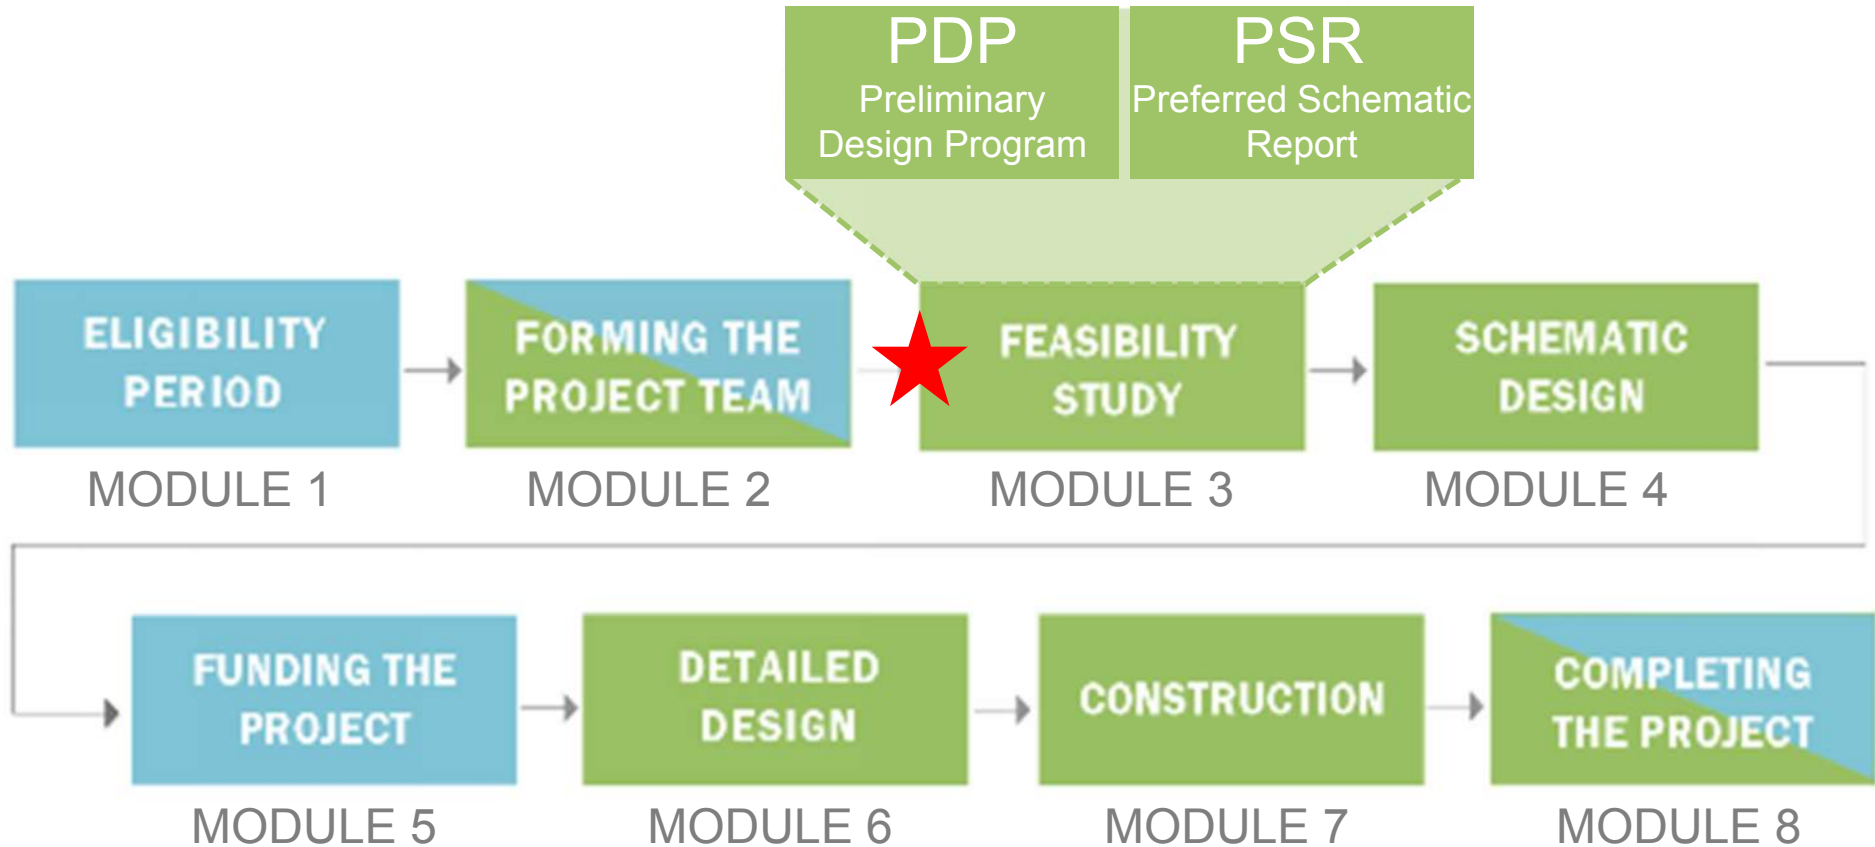 PDP
Preliminary
Design Program
PSR
Preferred Schematic
Report
ELIGIBILITY
PERIOD
MODULE 1
FORMING THE
PROJECT TEAM
MODULE 2
FEASIBILITY
STUDY
MODULE 3
SCHEMATIC
DESIGN
MODULE 4
FUNDING THE
PROJECT
MODULE 5
DETAILED
DESIGN
MODULE 6
CONSTRUCTION
MODULE 7
COMPLETING
THE PROJECT
MODULE 8